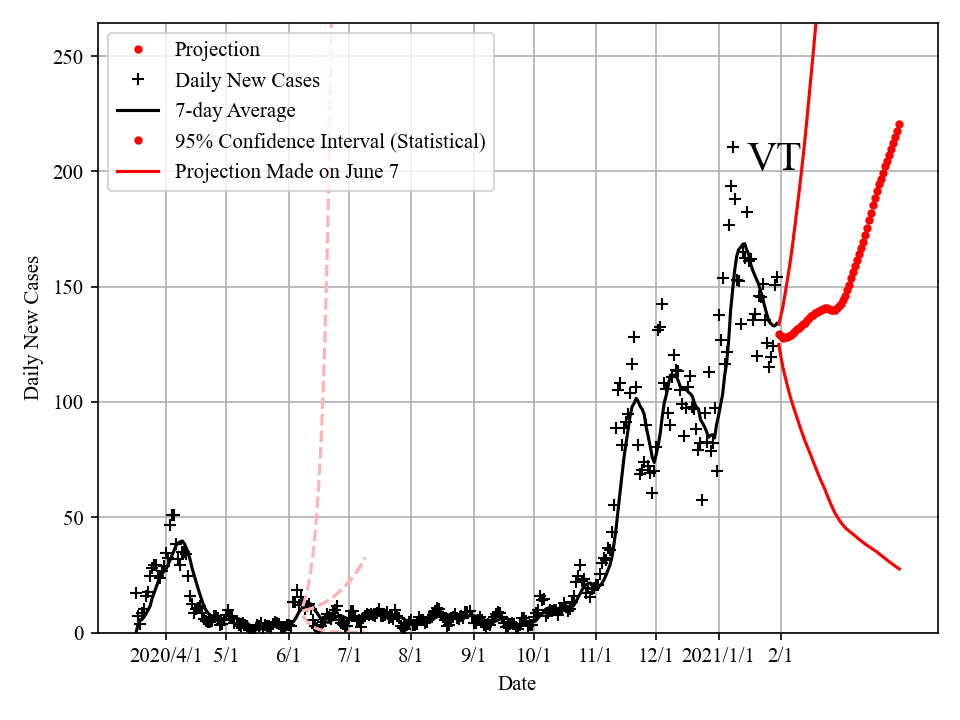 Projection
Daily New Cases
7-day Average
95% Confidence Interval (Statistical)
Projection Made on June 7
VT
Daily New Cases
250
200
150
100
50
0
2020/4/1 5/1 6/1 7/1 8/1 9/1 10/1 11/1 12/1 2021/1/1 2/1
Date